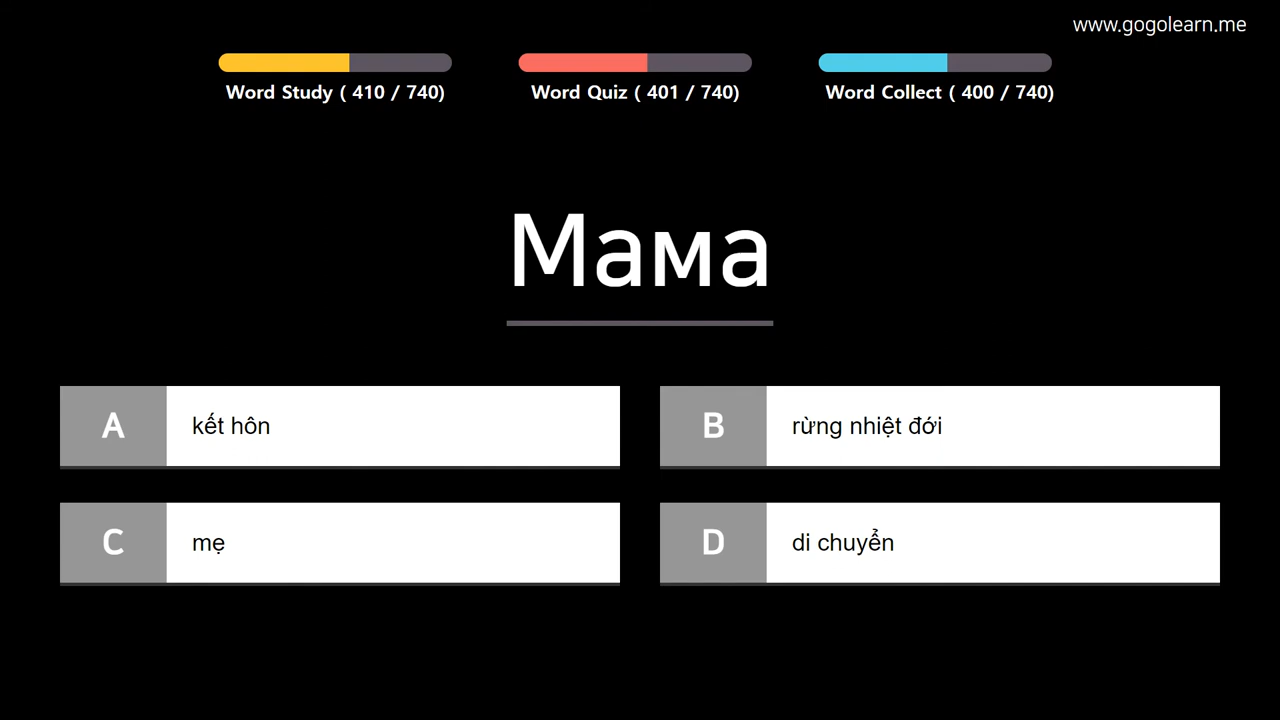 www.gogolearn.me
Word Study ( 410 / 740)
Word Quiz ( 401 / 740)
Word Collect ( 400 / 740)
Мама
A kết hôn
B rừng nhiệt đới
C mẹ
D di chuyển